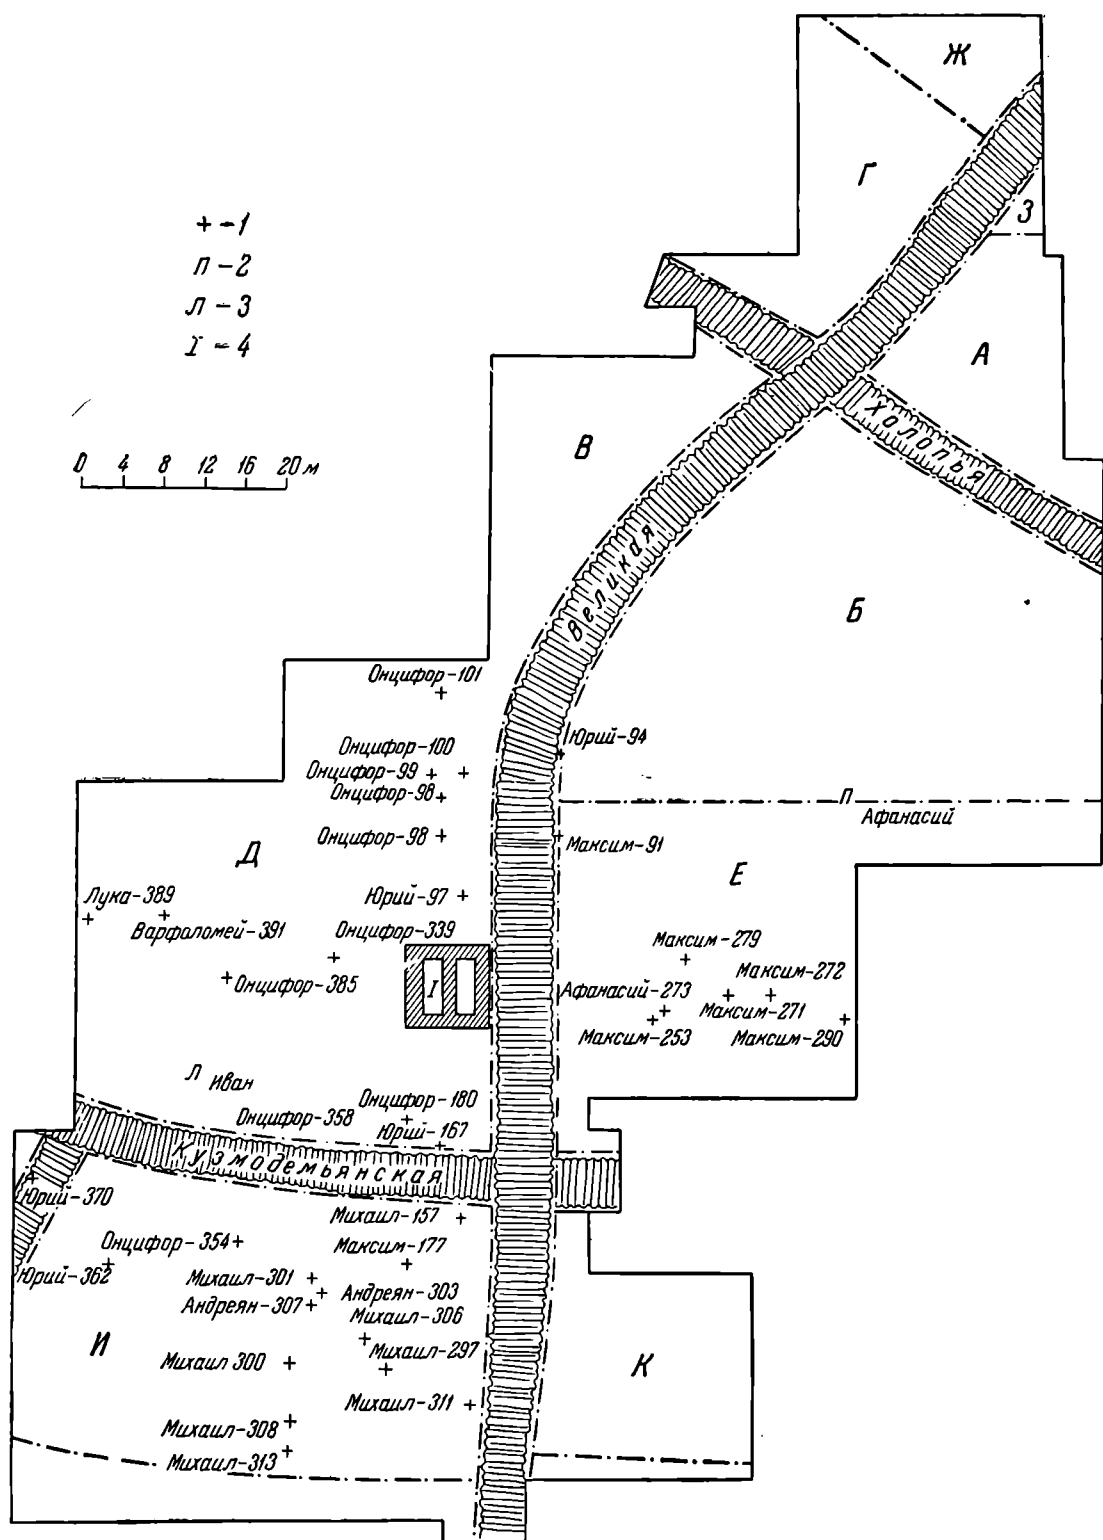 Ж
Г
З
+ – 1
П – 2
Л – 3
I – 4
А
0 4 8 12 16 20 м
Холопья
В
Великая
Б
Онцифор-101
Юрий-94
Онцифор-100
Онцифор-99
Онцифор-98
П
Афанасий
Онцифор-98
Максим-91
Д
Е
Лука-389
Юрий-97
Варфоломей-391
Онцифор-339
Максим-279
Максим-272
Онцифор-385
I
Афанасий-273
Максим-271
Максим-253
Максим-290
Л Иван
Онцифор-180
Онцифор-358
Юрий-167
Кузмодемьянская
Юрий-370
Михаил-157
Онцифор-354
Максим-177
Юрий-362
Михаил-301
Андреян-303
Андреян-307
Михаил-306
И
Михаил 300
Михаил-297
К
Михаил-311
Михаил-308
Михаил-313